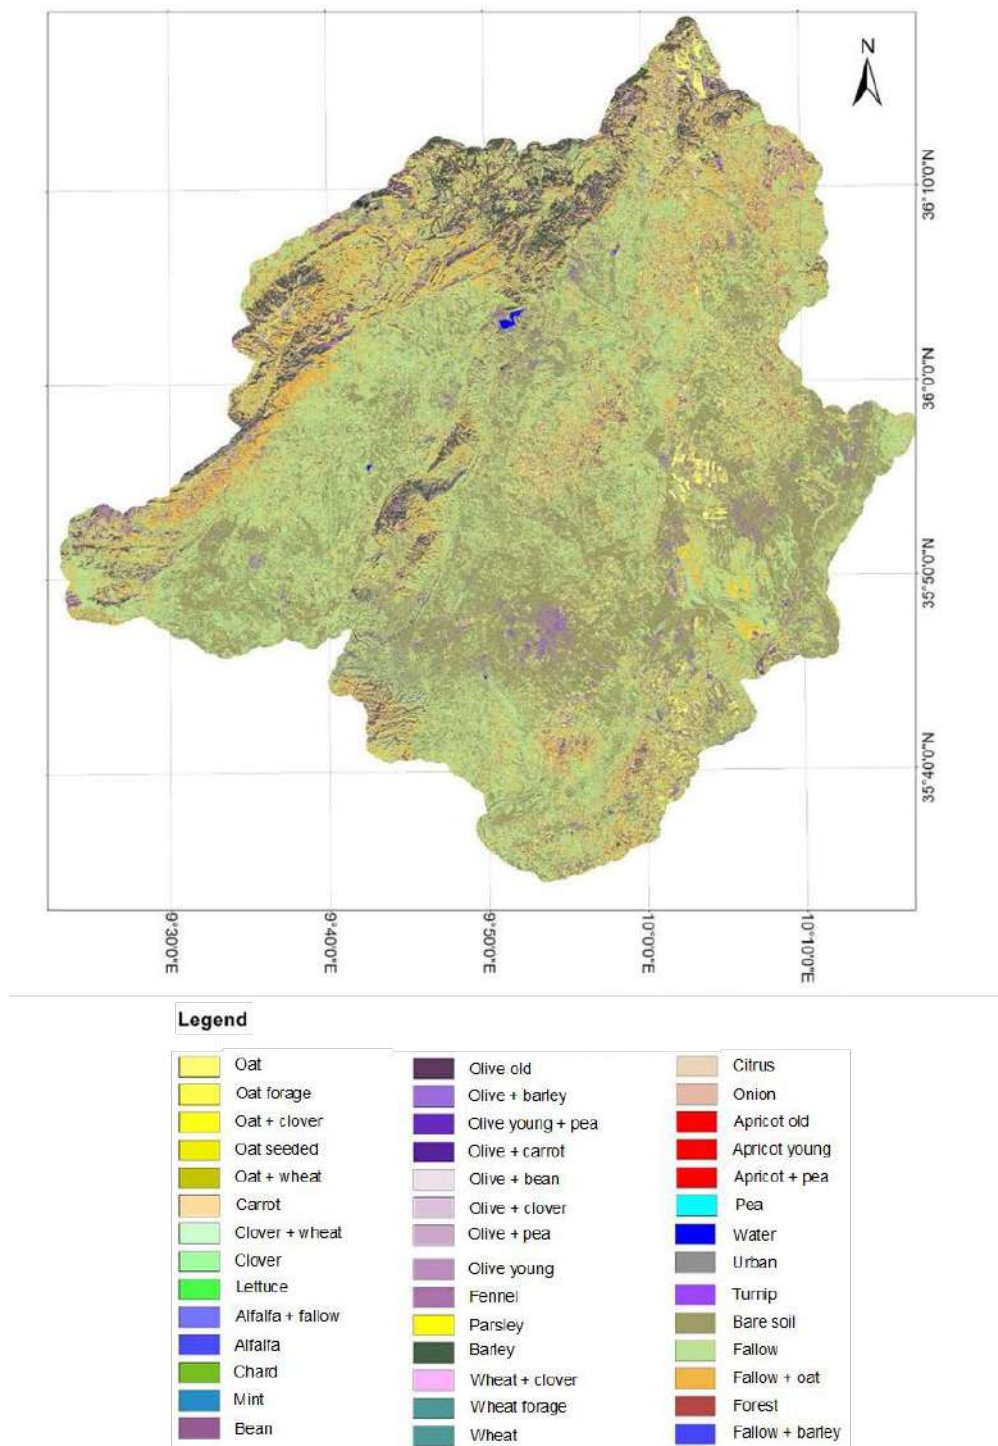 N
36°10'0"N
36°0'0"N
35°50'0"N
35°40'0"N
9°30'0"E
9°40'0"E
9°50'0"E
10°0'0"E
10°10'0"E
Legend
Oat
Oat forage
Oat + clover
Oat seeded
Oat + wheat
Carrot
Clover + wheat
Clover
Lettuce
Alfalfa + fallow
Alfalfa
Chard
Mint
Bean
Olive old
Olive + barley
Olive young + pea
Olive + carrot
Olive + bean
Olive + clover
Olive + pea
Olive young
Fennel
Parsley
Barley
Wheat + clover
Wheat forage
Wheat
Citrus
Onion
Apricot old
Apricot young
Apricot + pea
Pea
Water
Urban
Turnip
Bare soil
Fallow
Fallow + oat
Forest
Fallow + barley